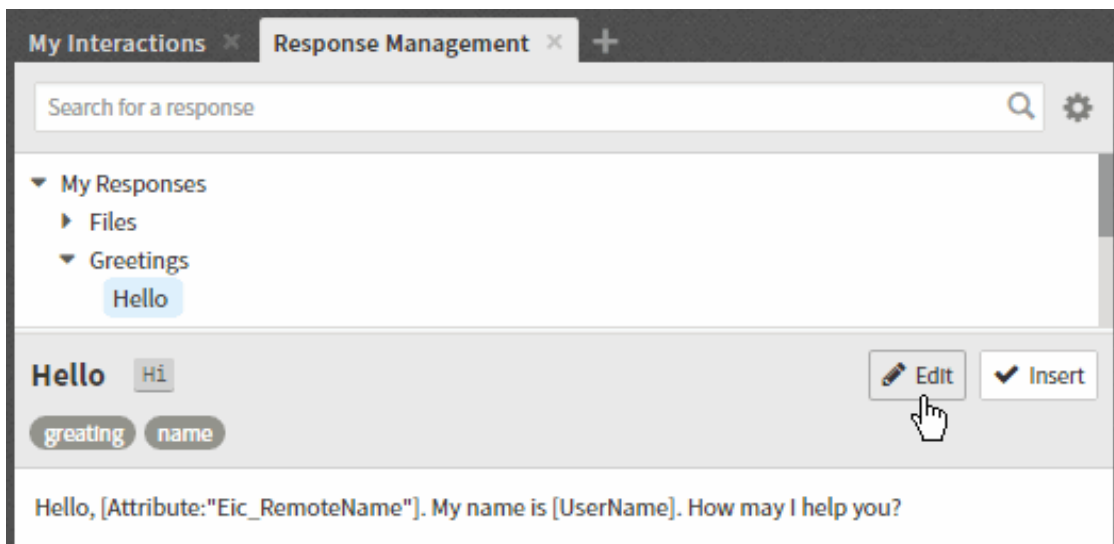 My Interactions Response Management
Search for a response
My Responses
Files
Greetings
Hello
Hello Hi Edit Insert
greating name
Hello, [Attribute:"Eic_RemoteName"]. My name is [UserName]. How may I help you?